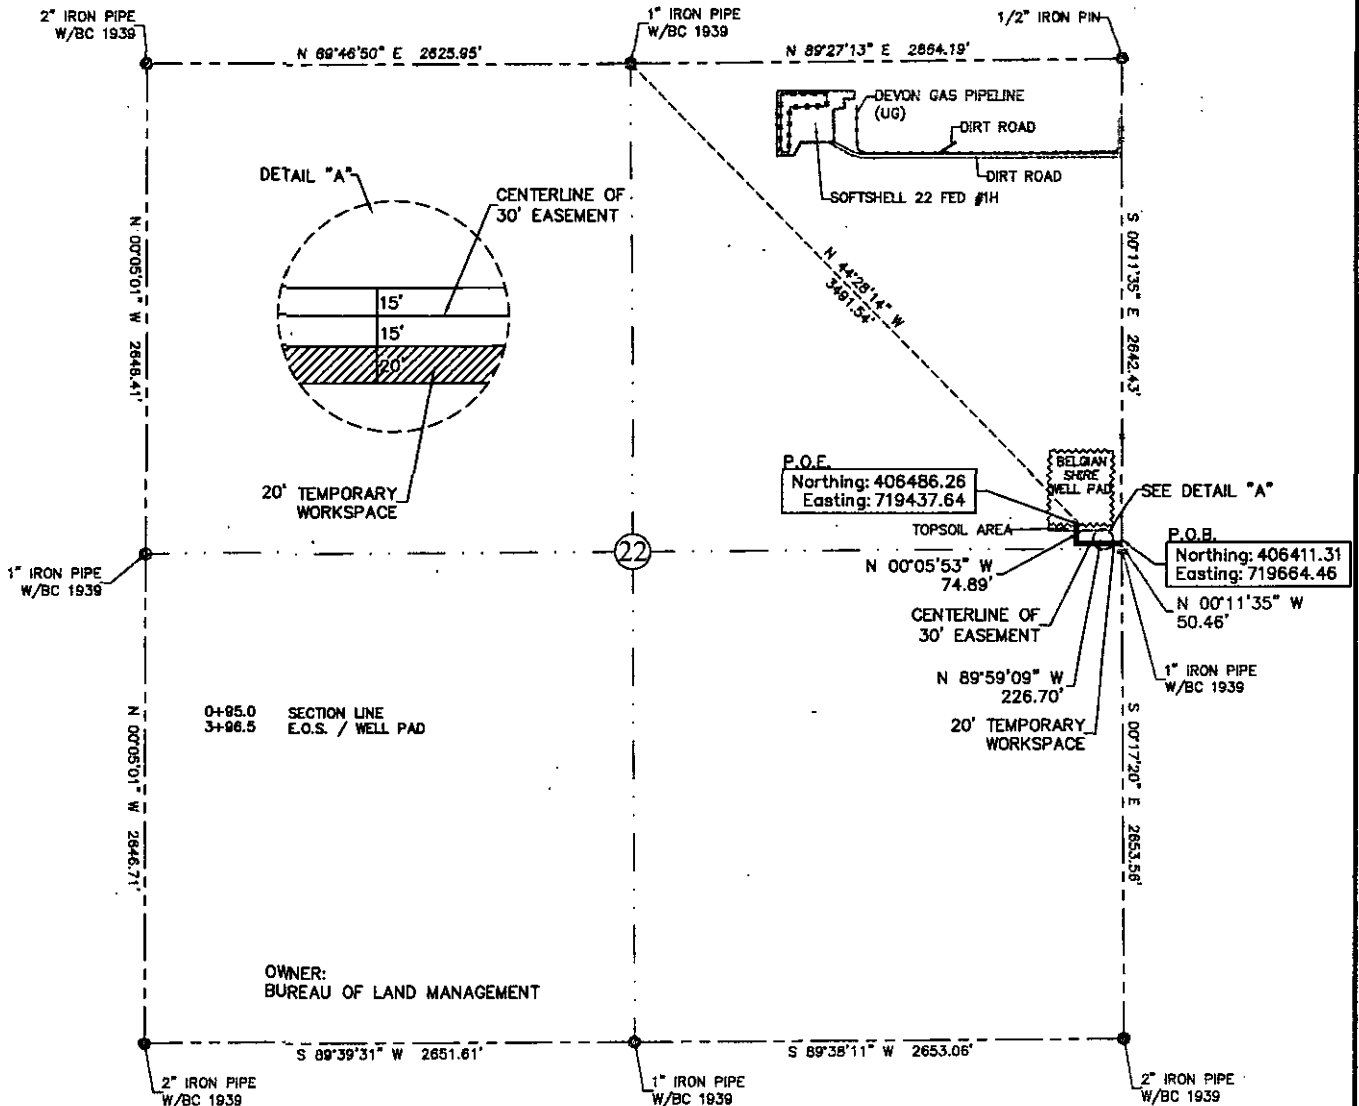 2" IRON PIPE
W/BC 1939
1" IRON PIPE
W/BC 1939
1/2" IRON PIN
N 89°46'50" E 2625.95'
N 89°27'13" E 2664.19'
DEVON GAS PIPELINE
(UG)
DIRT ROAD
DIRT ROAD
SOFTSHELL 22 FED #1H
DETAIL "A"
CENTERLINE OF
30' EASEMENT
15'
15'
20'
20' TEMPORARY
WORKSPACE
N 00°05'01" W 2646.41'
N 44°28'14" W
3491.54'
S 00°11'35" E 2642.43'
P.O.E.
Northing: 406486.26
Easting: 719437.64
BELGIAN
SHIRE
WELL PAD
SEE DETAIL "A"
TOPSOIL AREA
P.O.B.
Northing: 406411.31
Easting: 719664.46
22
1" IRON PIPE
W/BC 1939
N 00°05'53" W
74.89'
N 00°11'35" W
50.46'
CENTERLINE OF
30' EASEMENT
1" IRON PIPE
W/BC 1939
N 89°59'09" W
226.70'
20' TEMPORARY
WORKSPACE
0+95.0 SECTION LINE
3+96.5 E.O.S. / WELL PAD
N 00°05'01" W 2646.71'
S 00°17'20" E 2653.56'
OWNER:
BUREAU OF LAND MANAGEMENT
S 89°39'31" W 2651.61'
S 89°38'11" W 2653.06'
2" IRON PIPE
W/BC 1939
1" IRON PIPE
W/BC 1939
2" IRON PIPE
W/BC 1939